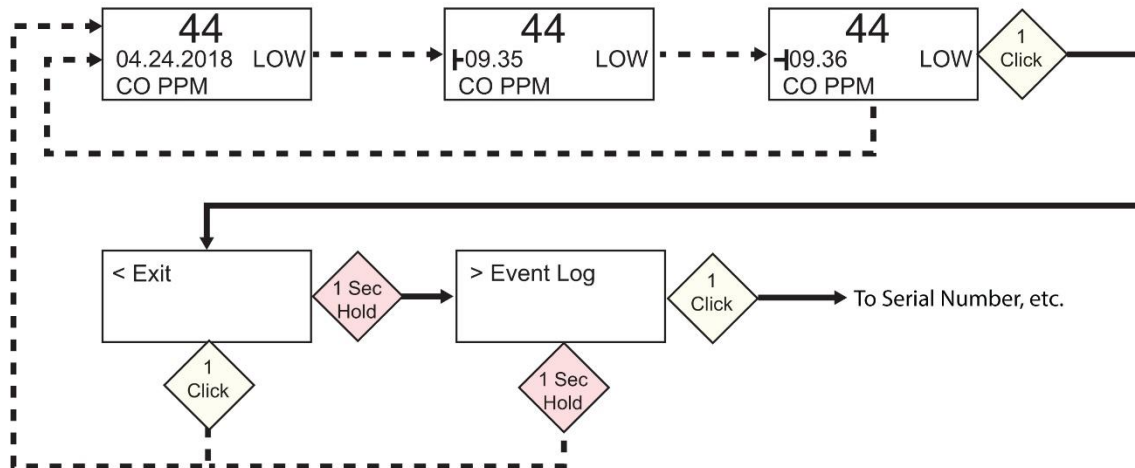 44
04.24.2018 LOW
CO PPM
44
09.35 LOW
CO PPM
44
09.36 LOW
CO PPM
1
Click
< Exit
1 Sec
Hold
> Event Log
1
Click
To Serial Number, etc.
1
Click
1 Sec
Hold